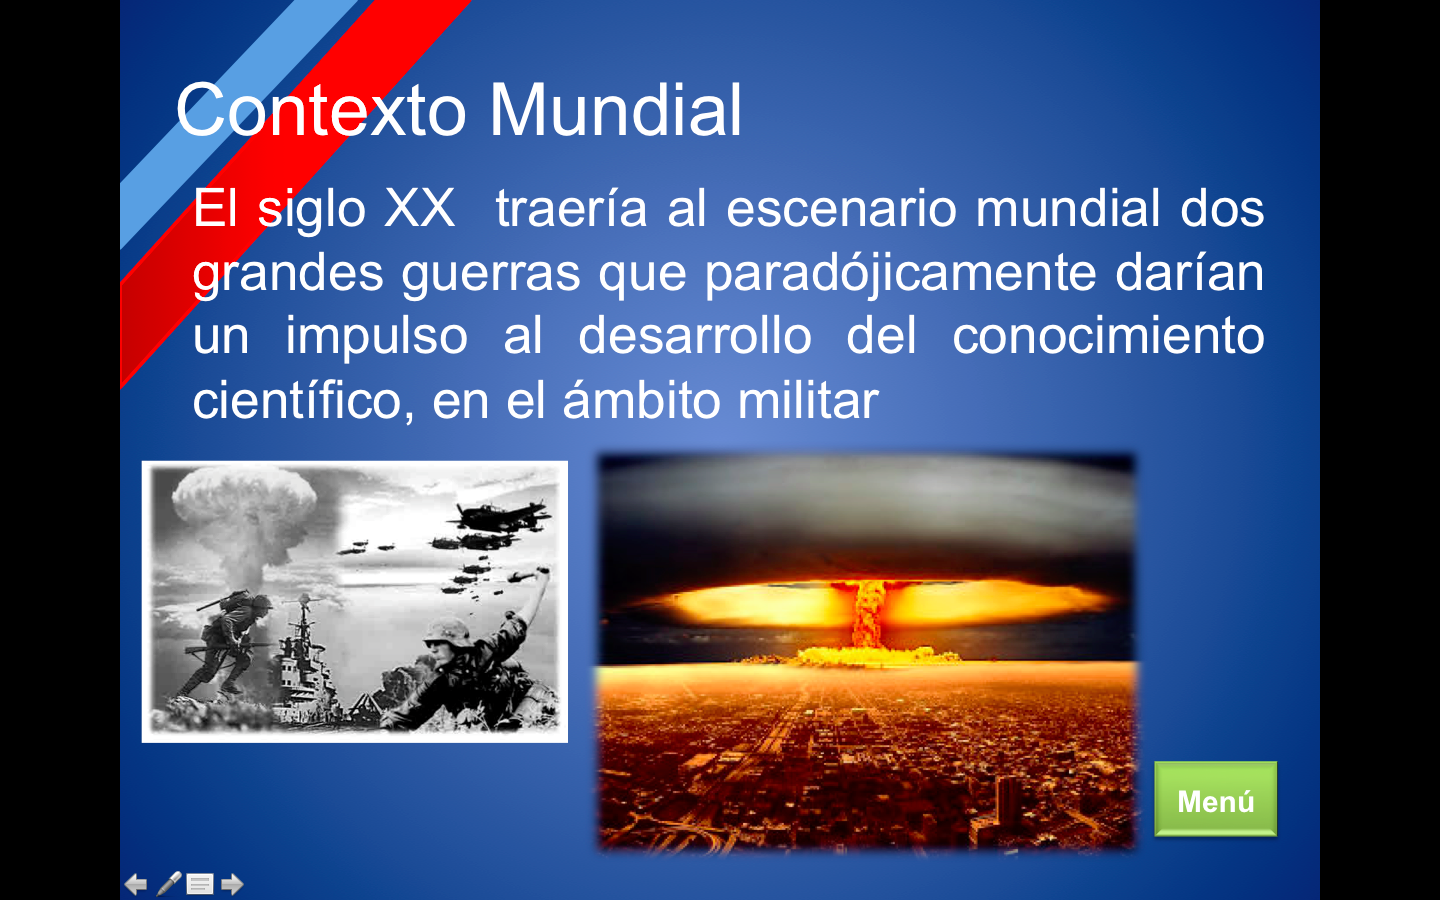 Contexto Mundial
El siglo XX  traería al escenario mundial dos
grandes guerras que paradójicamente darían
un impulso al desarrollo del conocimiento
científico, en el ámbito militar
Menú